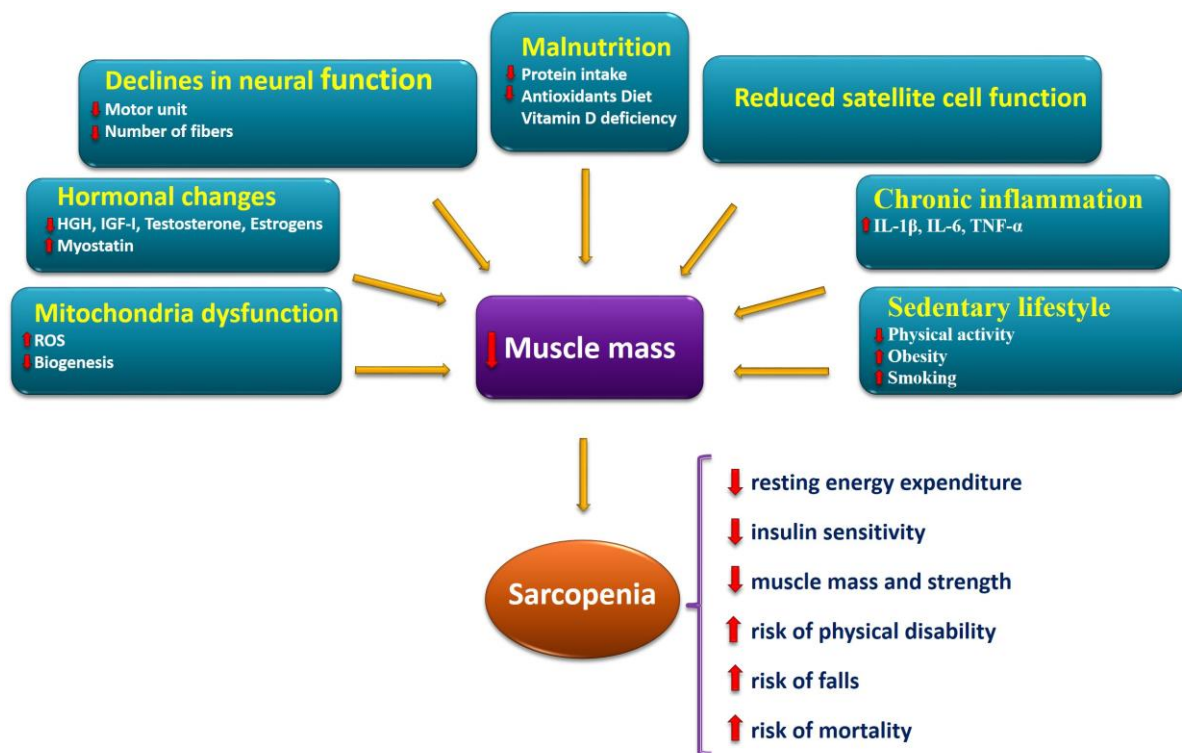 Malnutrition
Protein intake
Antioxidants Diet
Vitamin D deficiency
Declines in neural function
Motor unit
Number of fibers
Reduced satellite cell function
Hormonal changes
HGH, IGF-I, Testosterone, Estrogens
Myostatin
Chronic inflammation
IL-1β, IL-6, TNF-α
Mitochondria dysfunction
ROS
Biogenesis
Sedentary lifestyle
Physical activity
Obesity
Smoking
Muscle mass
Sarcopenia
resting energy expenditure
insulin sensitivity
muscle mass and strength
risk of physical disability
risk of falls
risk of mortality